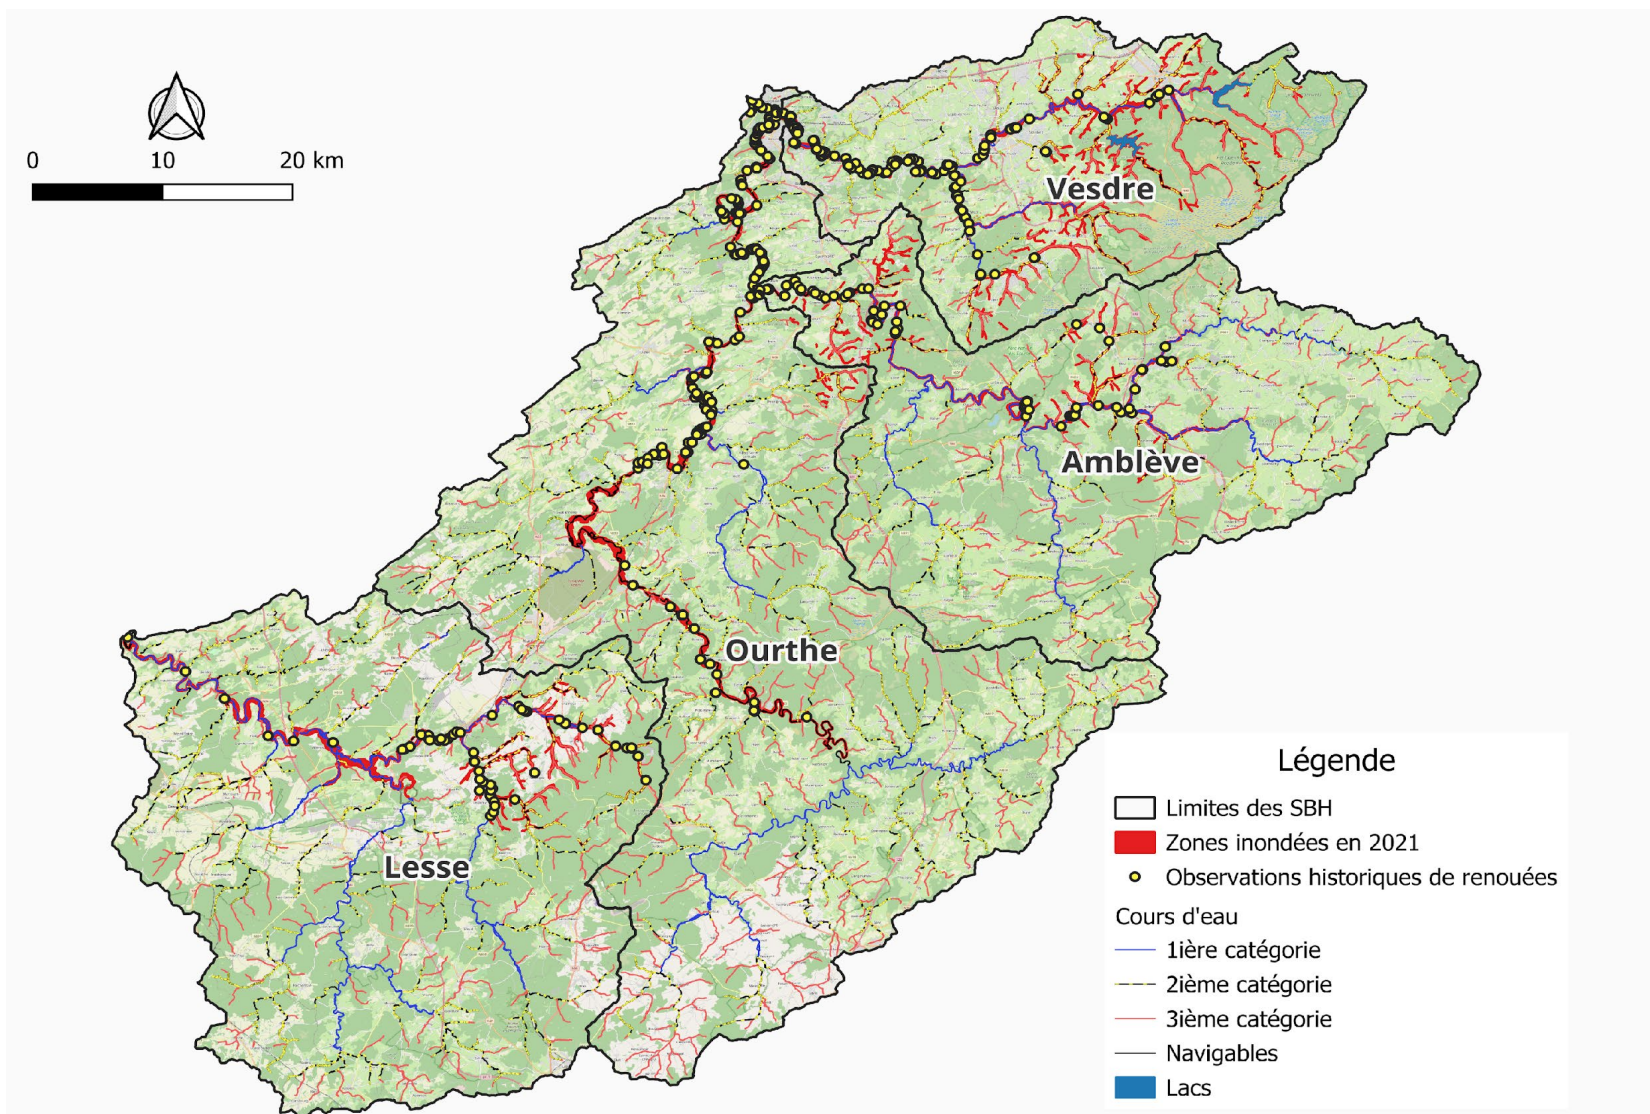 0 10 20 km
Vesdre
Amblève
Ourthe
Lesse
Légende
Limites des SBH
Zones inondées en 2021
Observations historiques de renouées
Cours d'eau
1ière catégorie
2ième catégorie
3ième catégorie
Navigables
Lacs